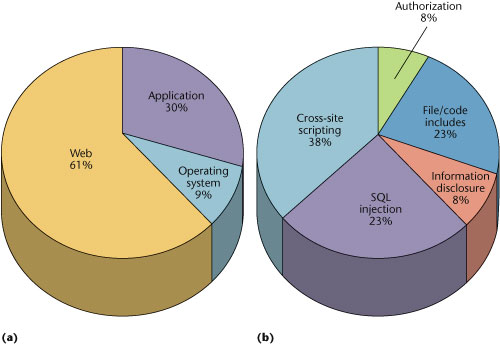 Authorization
8%
Application
30%
Web
61%
Operating
system
9%
Cross-site
scripting
38%
File/code
includes
23%
Information
disclosure
8%
SQL
injection
23%
(a)
(b)